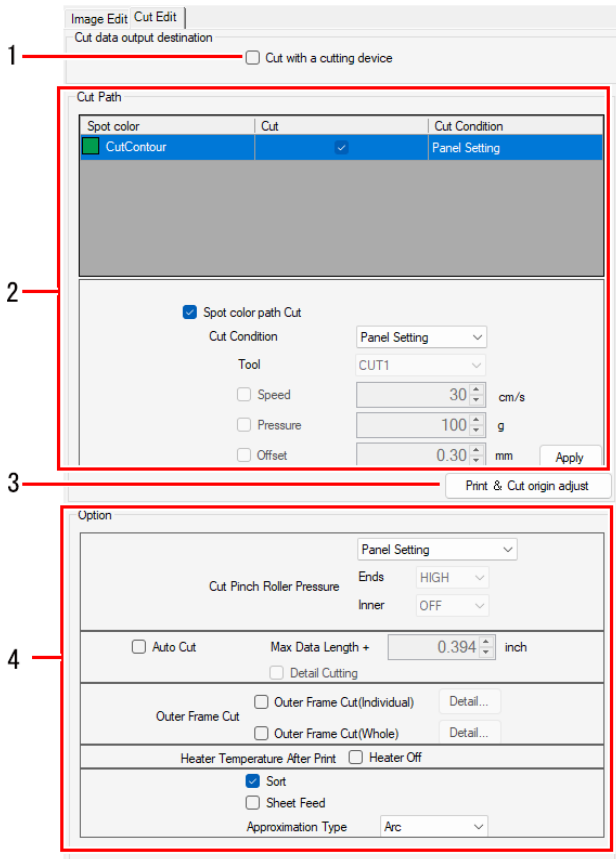 Image Edit Cut Edit
Cut data output destination
1
Cut with a cutting device
Cut Path
Spot color Cut Cut Condition
CutContour Panel Setting
2
Spot color path Cut
Cut Condition Panel Setting
Tool CUT1
Speed 30 cm/s
Pressure 100 g
Offset 0.30 mm Apply
3 Print & Cut origin adjust
Option
Panel Setting
Cut Pinch Roller Pressure Ends HIGH
Inner OFF
4
Auto Cut Max Data Length + 0.394 inch
Detail Cutting
Outer Frame Cut Outer Frame Cut(Individual) Detail...
Outer Frame Cut(Whole) Detail...
Heater Temperature After Print Heater Off
Sort
Sheet Feed
Approximation Type Arc